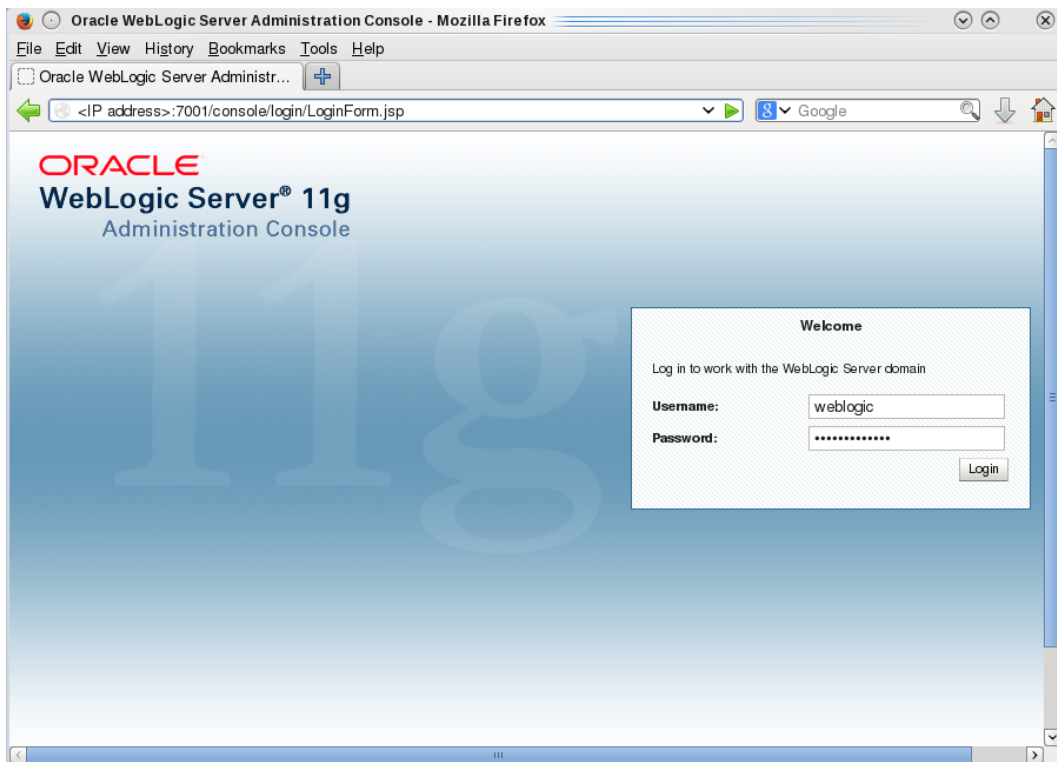 Oracle WebLogic Server Administration Console - Mozilla Firefox
File Edit View History Bookmarks Tools Help
Oracle WebLogic Server Administr...
<IP address>:7001/console/login/LoginForm.jsp
8 Google
ORACLE
WebLogic Server® 11g
Administration Console
11g
Welcome
Log in to work with the WebLogic Server domain
Username: weblogic
Password: •••••••••••••
Login